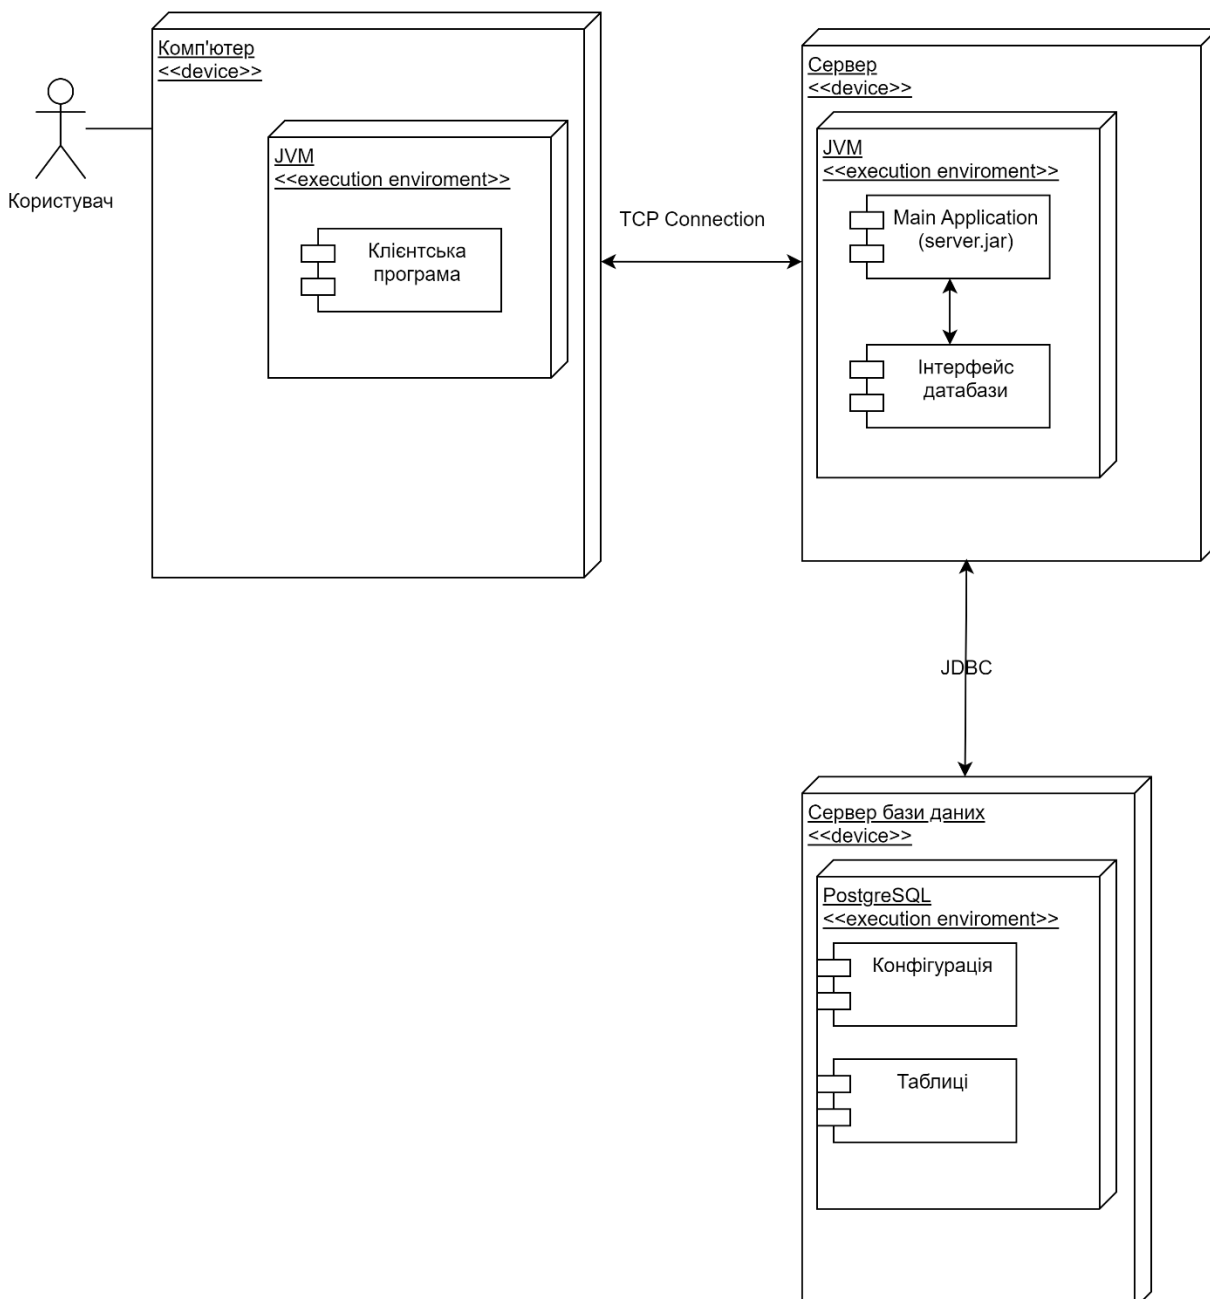 Комп'ютер
<<device>>
Користувач
JVM
<<execution enviroment>>
Клієнтська
програма
TCP Connection
Сервер
<<device>>
JVM
<<execution enviroment>>
Main Application
(server.jar)
Інтерфейс
датабази
JDBC
Сервер бази даних
<<device>>
PostgreSQL
<<execution enviroment>>
Конфігурація
Таблиці